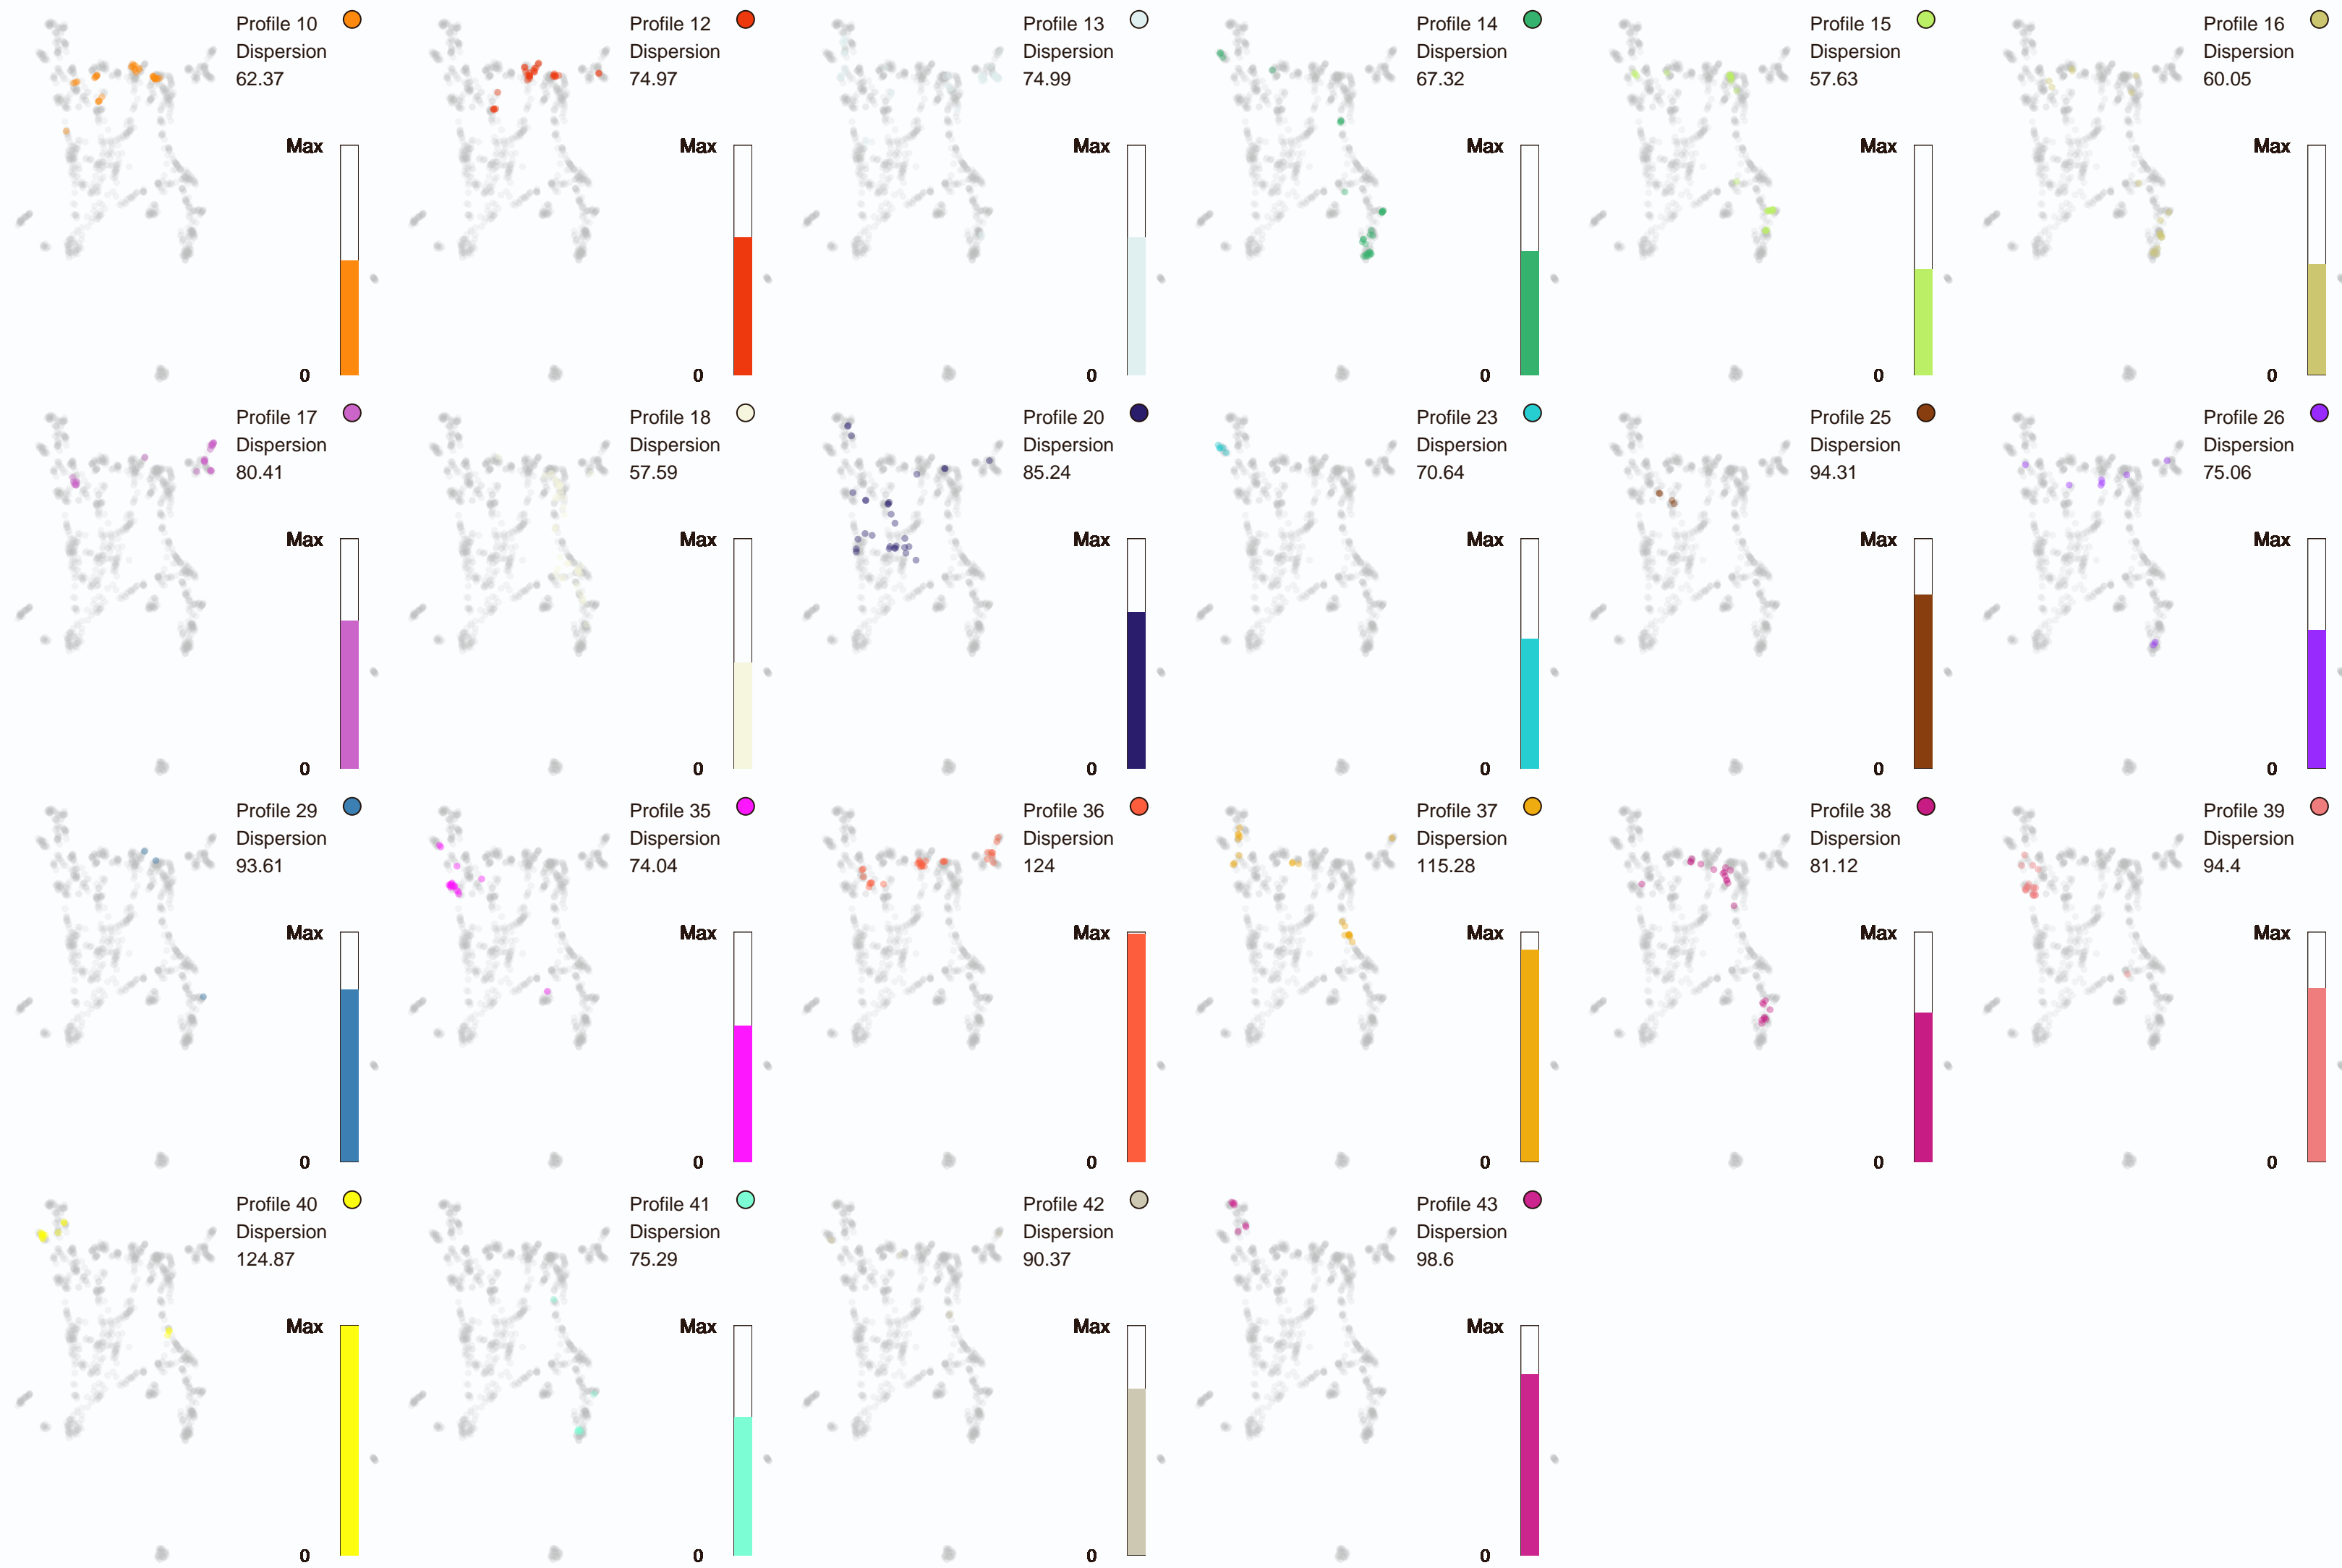 Profile 10
Dispersion
62.37
Max
0
Profile 12
Dispersion
74.97
Max
0
Profile 13
Dispersion
74.99
Max
0
Profile 14
Dispersion
67.32
Max
0
Profile 15
Dispersion
57.63
Max
0
Profile 16
Dispersion
60.05
Max
0
Profile 17
Dispersion
80.41
Max
0
Profile 18
Dispersion
57.59
Max
0
Profile 20
Dispersion
85.24
Max
0
Profile 23
Dispersion
70.64
Max
0
Profile 25
Dispersion
94.31
Max
0
Profile 26
Dispersion
75.06
Max
0
Profile 29
Dispersion
93.61
Max
0
Profile 35
Dispersion
74.04
Max
0
Profile 36
Dispersion
124
Max
0
Profile 37
Dispersion
115.28
Max
0
Profile 38
Dispersion
81.12
Max
0
Profile 39
Dispersion
94.4
Max
0
Profile 40
Dispersion
124.87
Max
0
Profile 41
Dispersion
75.29
Max
0
Profile 42
Dispersion
90.37
Max
0
Profile 43
Dispersion
98.6
Max
0